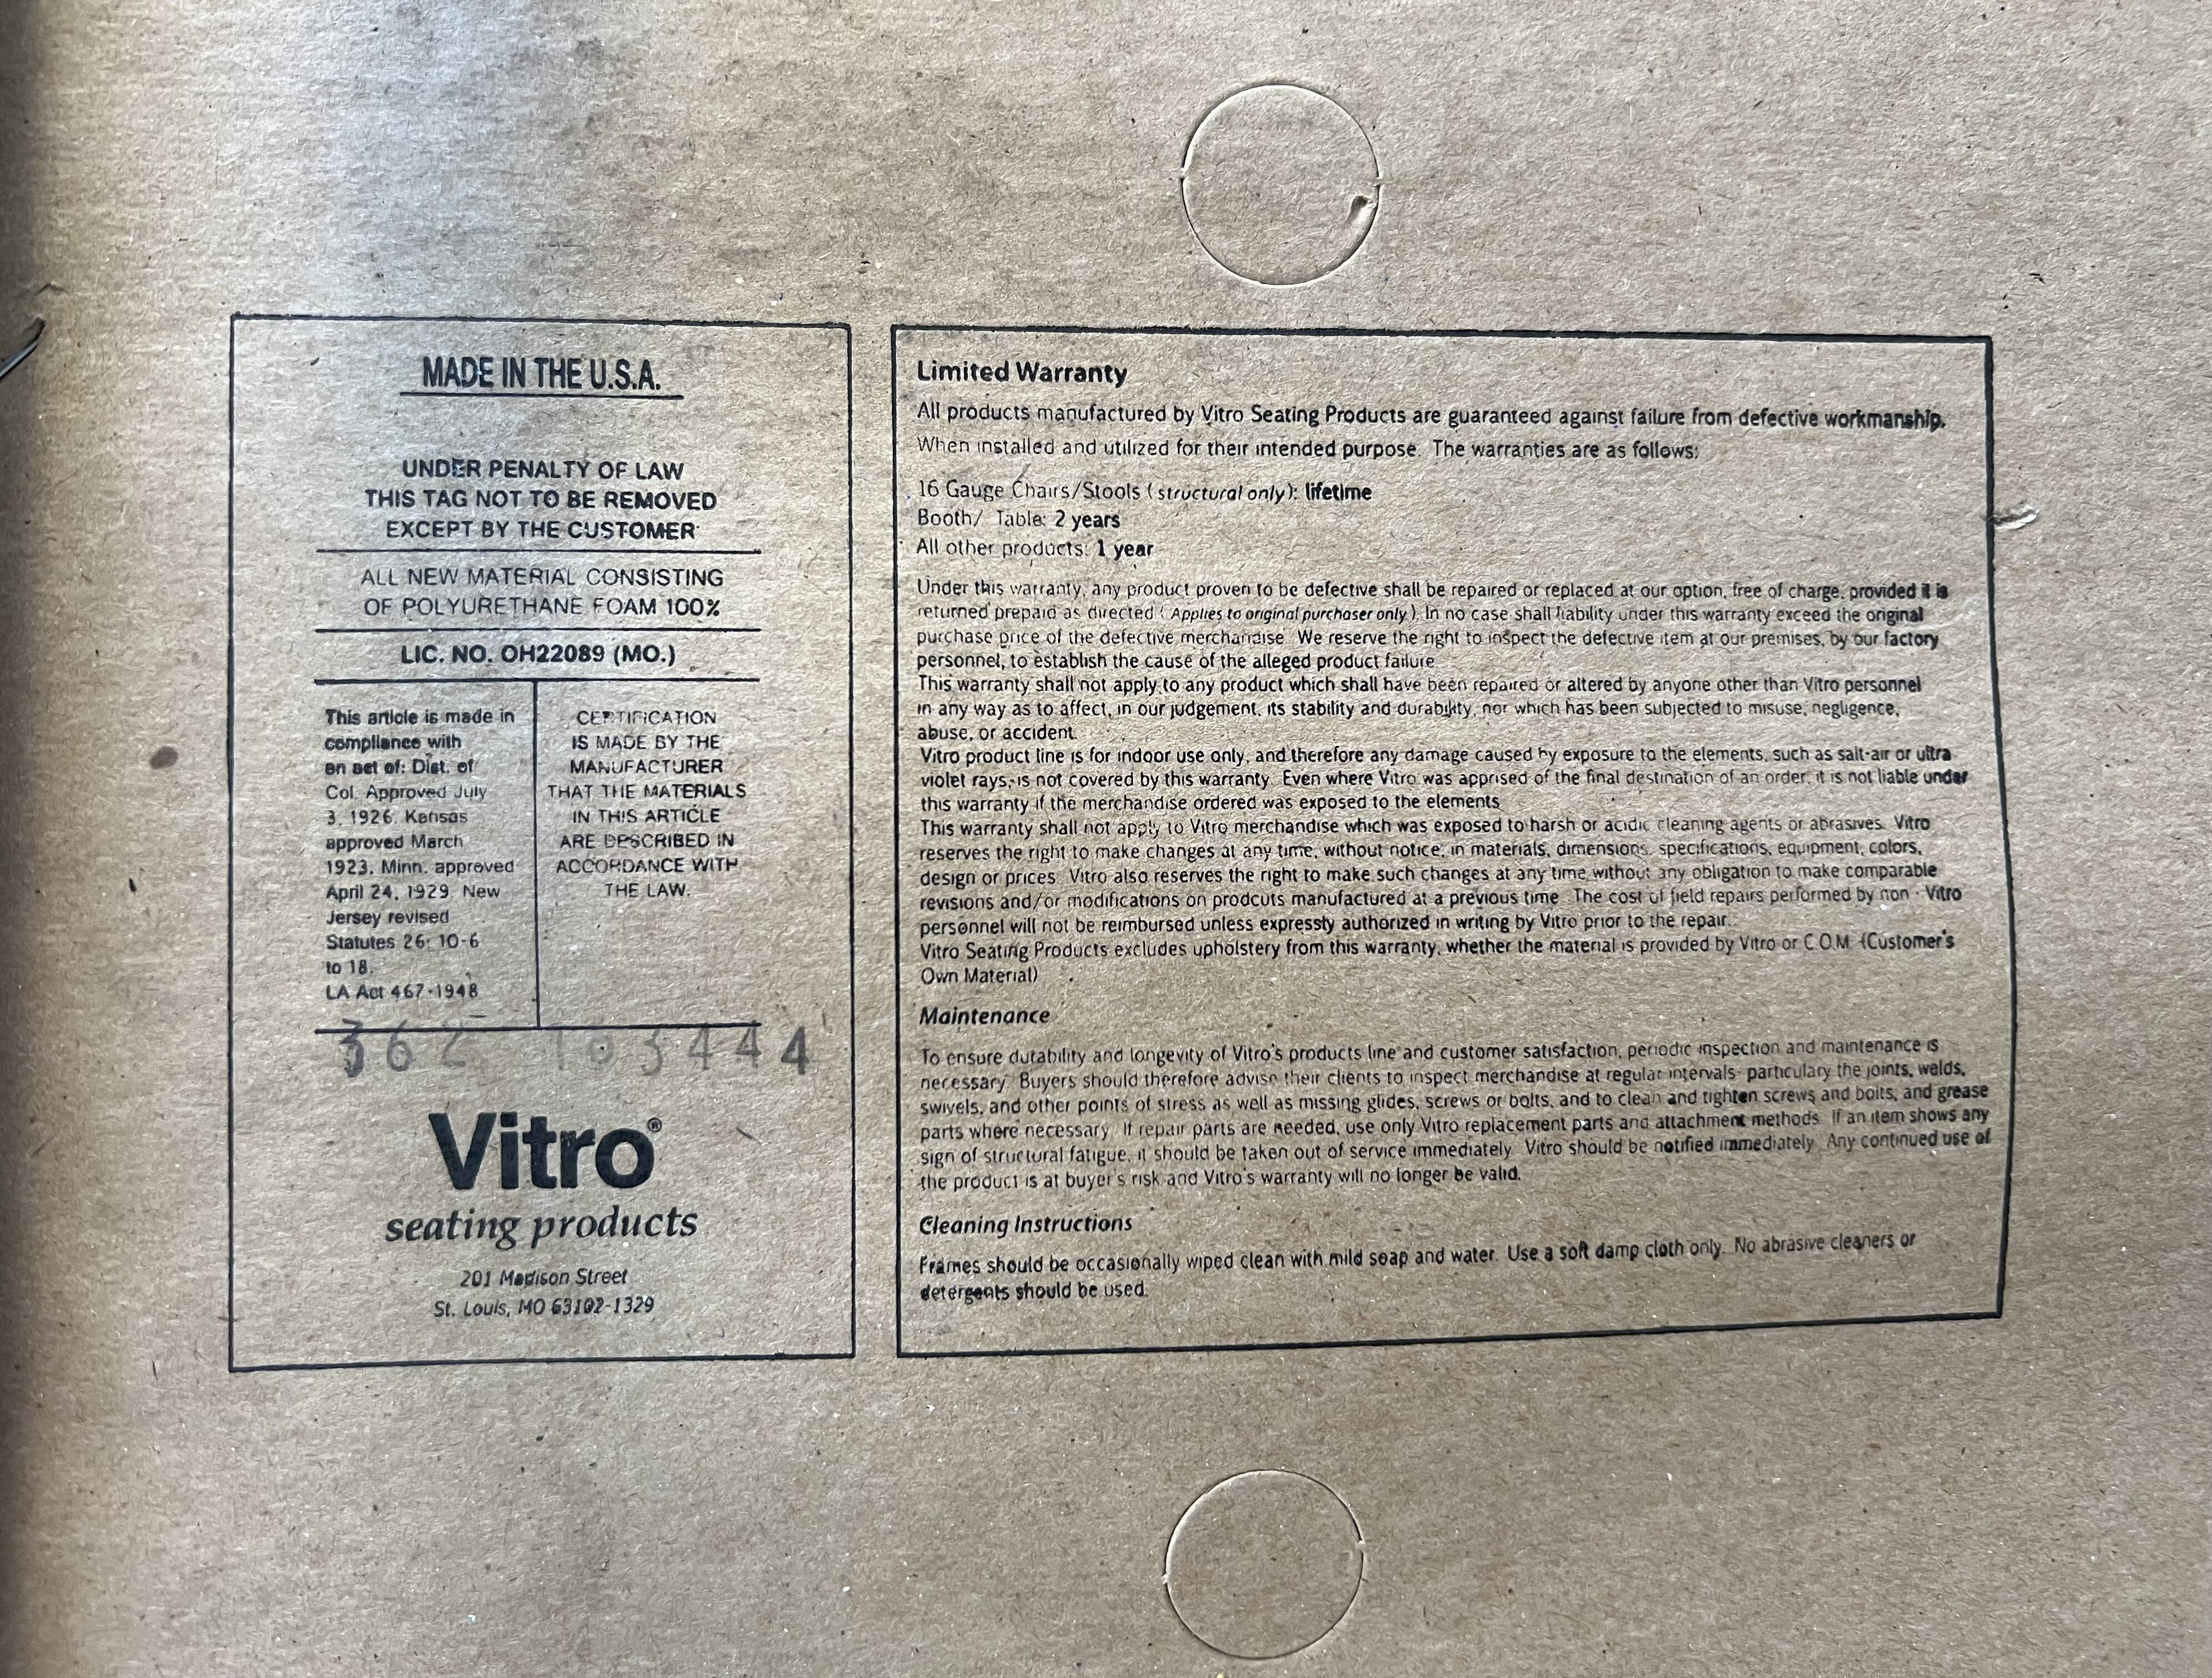 MADE IN THE U.S.A.
UNDER PENALTY OF LAW
THIS TAG NOT TO BE REMOVED
EXCEPT BY THE CUSTOMER
ALL NEW MATERIAL CONSISTING
OF POLYURETHANE FOAM 100%
LIC. NO. OH22089 (MO.)
This article is made in
compliance with
an act of: Dist. of
Col. Approved July
3, 1926. Kansas
approved March
1923. Minn. approved
April 24, 1929. New
Jersey revised
Statutes 26: 10-6
to 18.
LA Act 467-1948
CERTIFICATION
IS MADE BY THE
MANUFACTURER
THAT THE MATERIALS
IN THIS ARTICLE
ARE DESCRIBED IN
ACCORDANCE WITH
THE LAW.
Vitro®
seating products
201 Madison Street
St. Louis, MO 63102-1329
Limited Warranty
All products manufactured by Vitro Seating Products are guaranteed against failure from defective workmanship.
When installed and utilized for their intended purpose. The warranties are as follows:
16 Gauge Chairs/Stools (structural only): lifetime
Booth/ Table: 2 years
All other products: 1 year
Under this warranty, any product proven to be defective shall be repaired or replaced at our option, free of charge, provided it is
returned prepaid as directed (Applies to original purchaser only). In no case shall liability under this warranty exceed the original
purchase price of the defective merchandise. We reserve the right to inspect the defective item at our premises, by our factory
personnel, to establish the cause of the alleged product failure.
This warranty shall not apply to any product which shall have been repaired or altered by anyone other than Vitro personnel
in any way as to affect, in our judgement, its stability and durability, nor which has been subjected to misuse, negligence,
abuse, or accident.
Vitro product line is for indoor use only, and therefore any damage caused by exposure to the elements, such as salt-air or ultra
violet rays, is not covered by this warranty. Even where Vitro was apprised of the final destination of an order, it is not liable under
this warranty if the merchandise ordered was exposed to the elements
This warranty shall not apply to Vitro merchandise which was exposed to harsh or acidic cleaning agents or abrasives. Vitro
reserves the right to make changes at any time, without notice, in materials, dimensions, specifications, equipment, colors,
design or prices. Vitro also reserves the right to make such changes at any time without any obligation to make comparable
revisions and/or modifications on prodcuts manufactured at a previous time. The cost of field repairs performed by non - Vitro
personnel will not be reimbursed unless expressly authorized in writing by Vitro prior to the repair.
Vitro Seating Products excludes upholstery from this warranty, whether the material is provided by Vitro or C.O.M. (Customer's
Own Material)
Maintenance
To ensure durability and longevity of Vitro's products line and customer satisfaction, periodic inspection and maintenance is
necessary. Buyers should therefore advise their clients to inspect merchandise at regular intervals- particulary the joints, welds,
swivels, and other points of stress as well as missing glides, screws or bolts, and to clean and tighten screws and bolts, and grease
parts where necessary. If repair parts are needed, use only Vitro replacement parts and attachment methods. If an item shows any
sign of structural fatigue, it should be taken out of service immediately. Vitro should be notified immediately. Any continued use of
the product is at buyer's risk and Vitro's warranty will no longer be valid.
Cleaning Instructions
Frames should be occasionally wiped clean with mild soap and water. Use a soft damp cloth only. No abrasive cleaners or
detergents should be used.